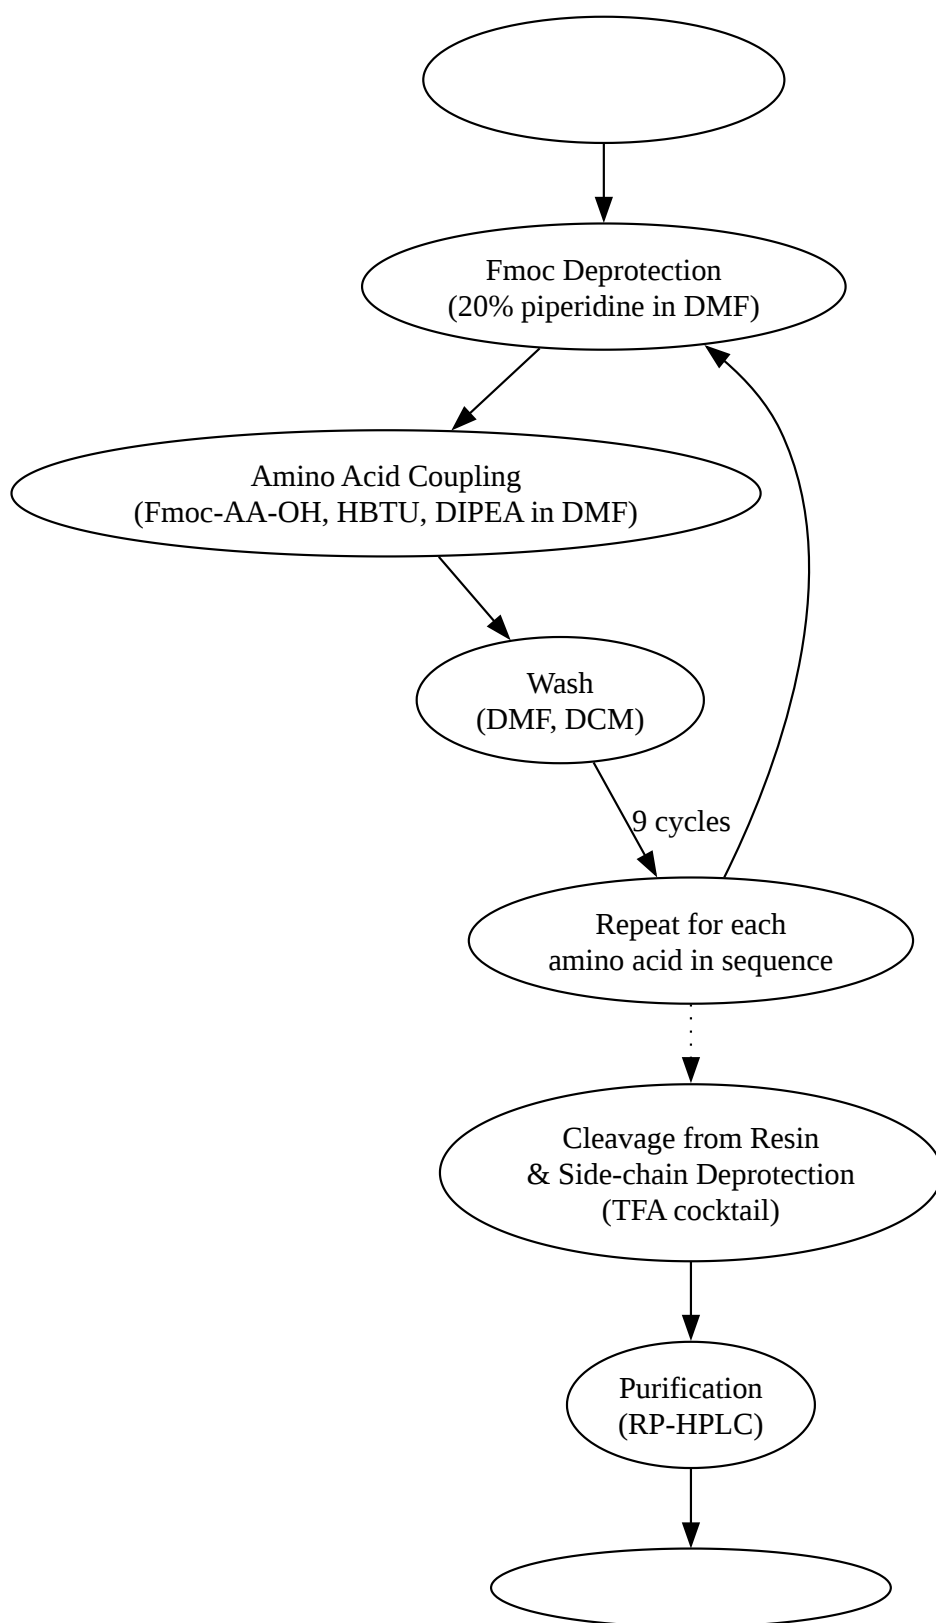 Fmoc Deprotection
(20% piperidine in DMF)
Amino Acid Coupling
(Fmoc-AA-OH, HBTU, DIPEA in DMF)
Wash
(DMF, DCM)
9 cycles
Repeat for each
amino acid in sequence
Cleavage from Resin
& Side-chain Deprotection
(TFA cocktail)
Purification
(RP-HPLC)